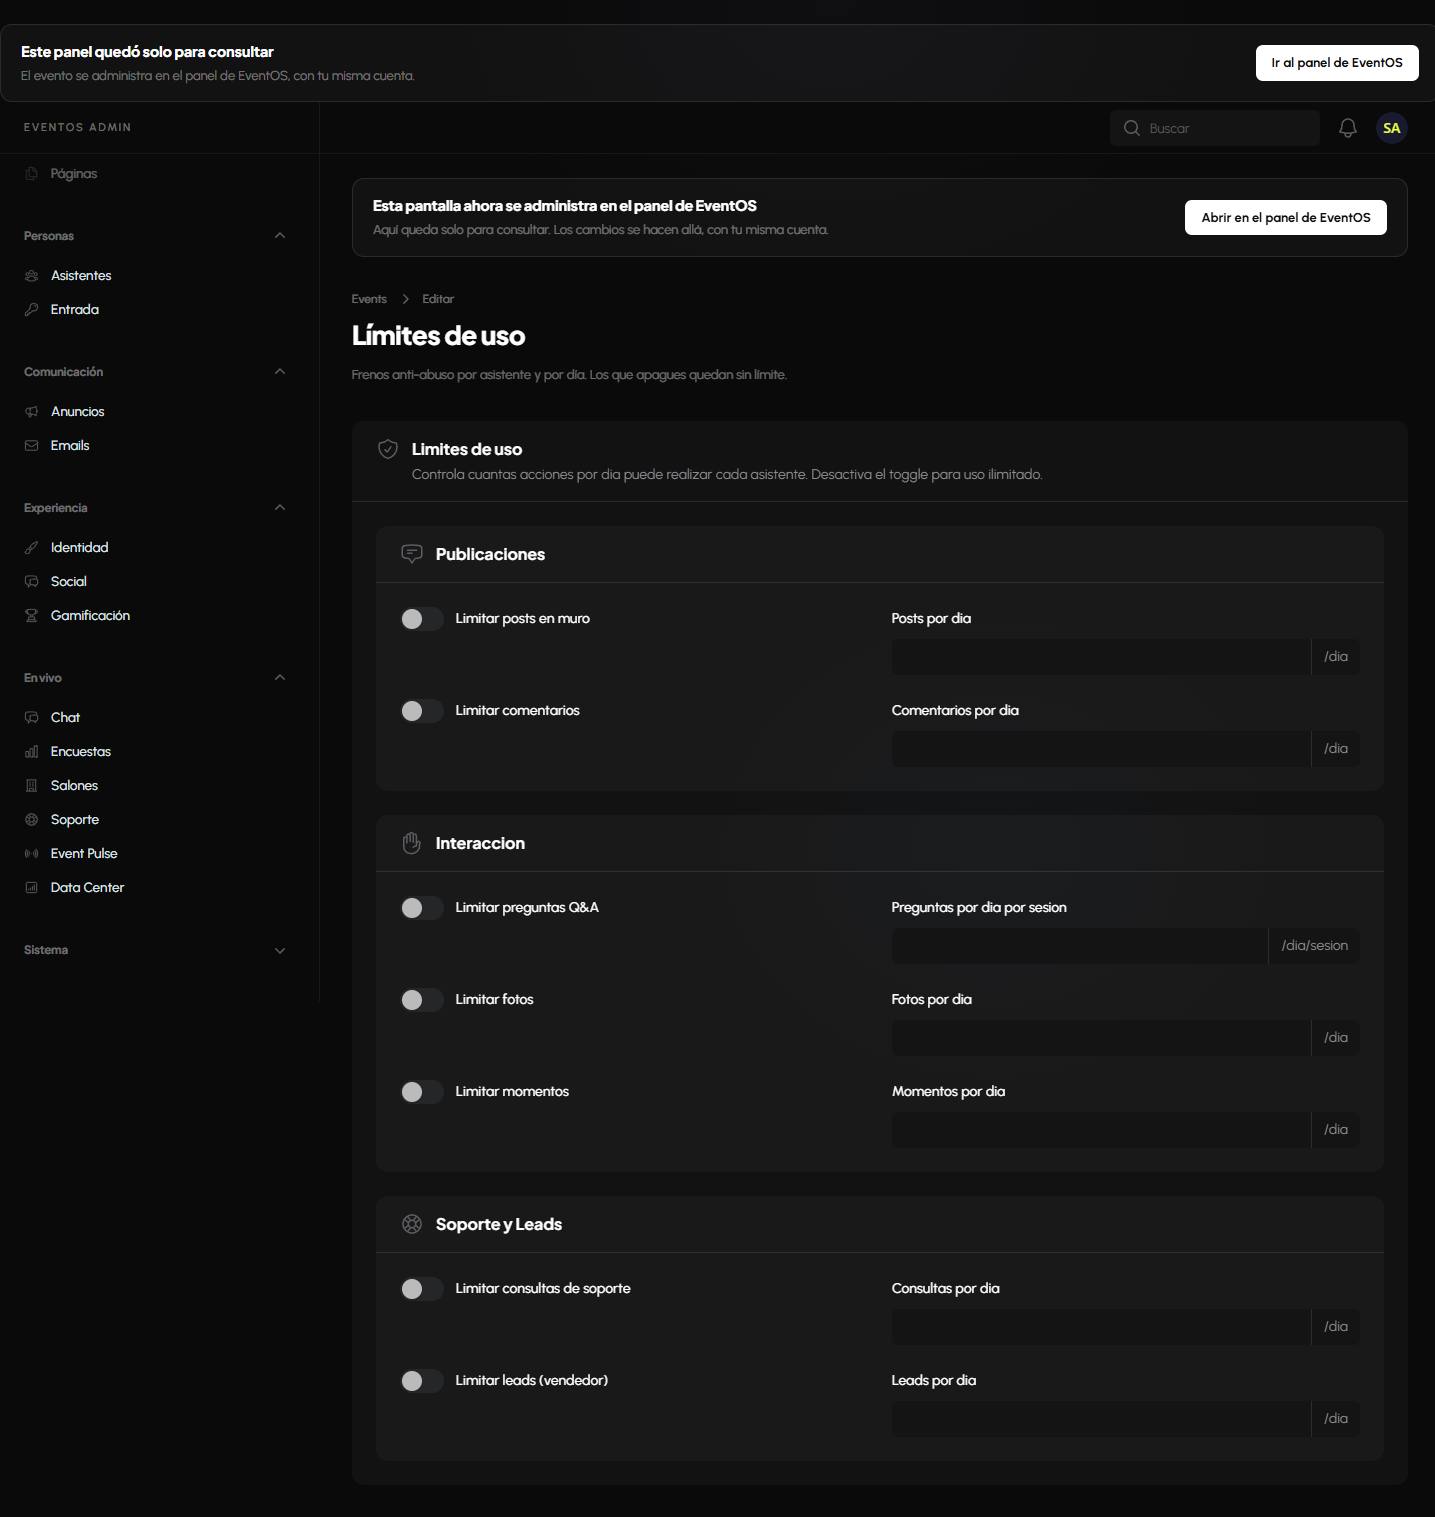 Este panel quedó solo para consultar
El evento se administra en el panel de EventOS, con tu misma cuenta.
Ir al panel de EventOS
EVENTOS ADMIN
Buscar
SA
Páginas
Personas
Asistentes
Entrada
Comunicación
Anuncios
Emails
Experiencia
Identidad
Social
Gamificación
En vivo
Chat
Encuestas
Salones
Soporte
Event Pulse
Data Center
Sistema
Esta pantalla ahora se administra en el panel de EventOS
Aquí queda solo para consultar. Los cambios se hacen allá, con tu misma cuenta.
Abrir en el panel de EventOS
Events
Editar
Límites de uso
Frenos anti-abuso por asistente y por día. Los que apagues quedan sin límite.
Limites de uso
Controla cuantas acciones por dia puede realizar cada asistente. Desactiva el toggle para uso ilimitado.
Publicaciones
Limitar posts en muro
Posts por dia
/dia
Limitar comentarios
Comentarios por dia
/dia
Interaccion
Limitar preguntas Q&A
Preguntas por dia por sesion
/dia/sesion
Limitar fotos
Fotos por dia
/dia
Limitar momentos
Momentos por dia
/dia
Soporte y Leads
Limitar consultas de soporte
Consultas por dia
/dia
Limitar leads (vendedor)
Leads por dia
/dia